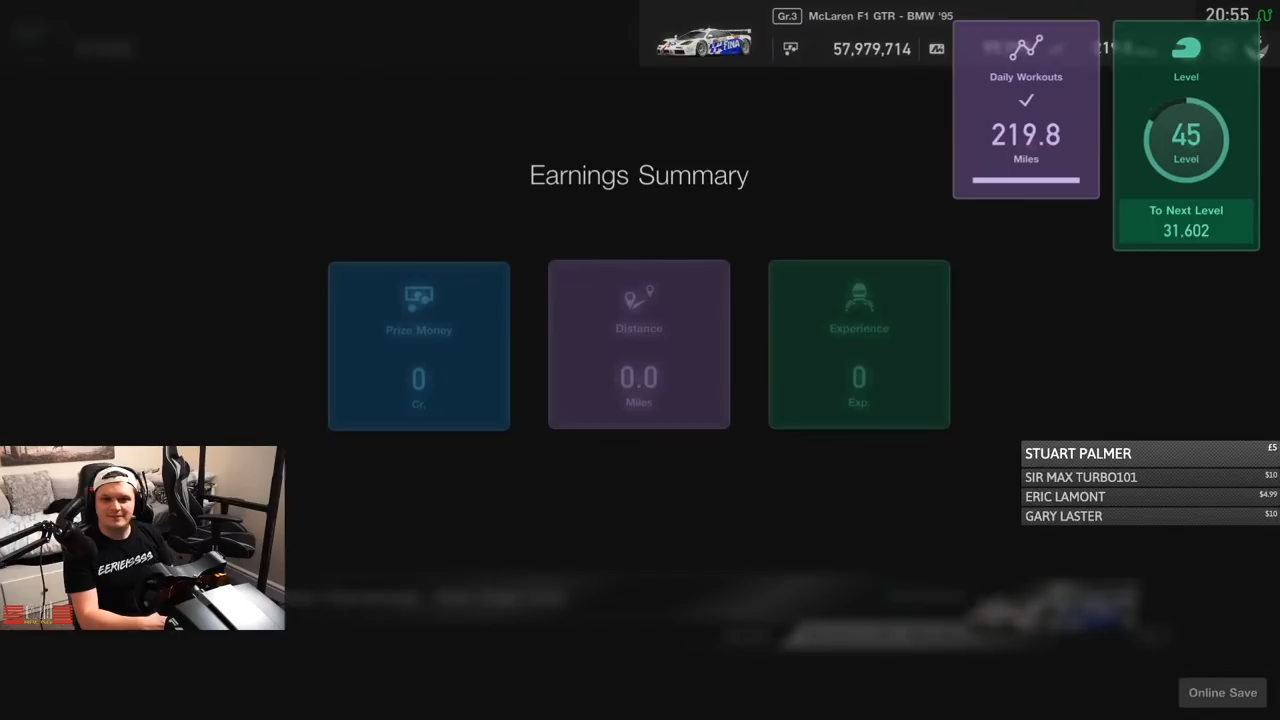 Gr.3 McLaren F1 GTR - BMW '95
20:55
57,979,714
Daily Workouts
219.8
Miles
Level
45
Level
To Next Level
31,602
Earnings Summary
Prize Money
0
Cr.
Distance
0.0
Miles
Experience
0
Exp.
STUART PALMER £5
SIR MAX TURBO101 $10
ERIC LAMONT $4.99
GARY LASTER $10
EERIEISSSS
RACING
Online Save